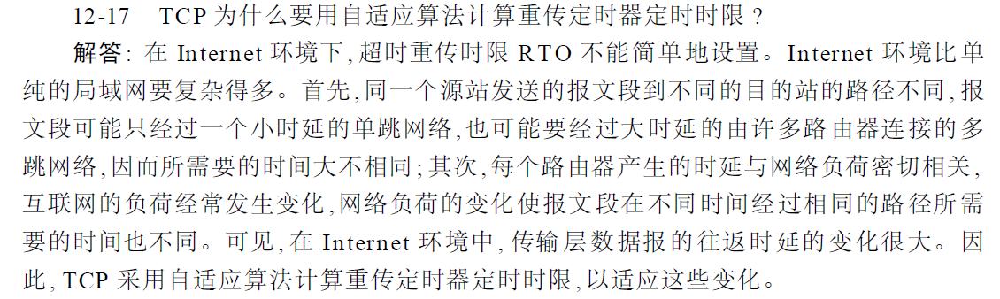 12-17 TCP 为什么要用自适应算法计算重传定时器定时时限?
解答: 在 Internet 环境下,超时重传时限 RTO 不能简单地设置。Internet 环境比单
纯的局域网要复杂得多。首先,同一个源站发送的报文段到不同的目的站的路径不同,报
文段可能只经过一个小时延的单跳网络,也可能要经过大时延的由许多路由器连接的多
跳网络,因而所需要的时间大不相同;其次,每个路由器产生的时延与网络负荷密切相关,
互联网的负荷经常发生变化,网络负荷的变化使报文段在不同时间经过相同的路径所需
要的时间也不同。可见,在 Internet 环境中,传输层数据报的往返时延的变化很大。因
此, TCP 采用自适应算法计算重传定时器定时时限,以适应这些变化。